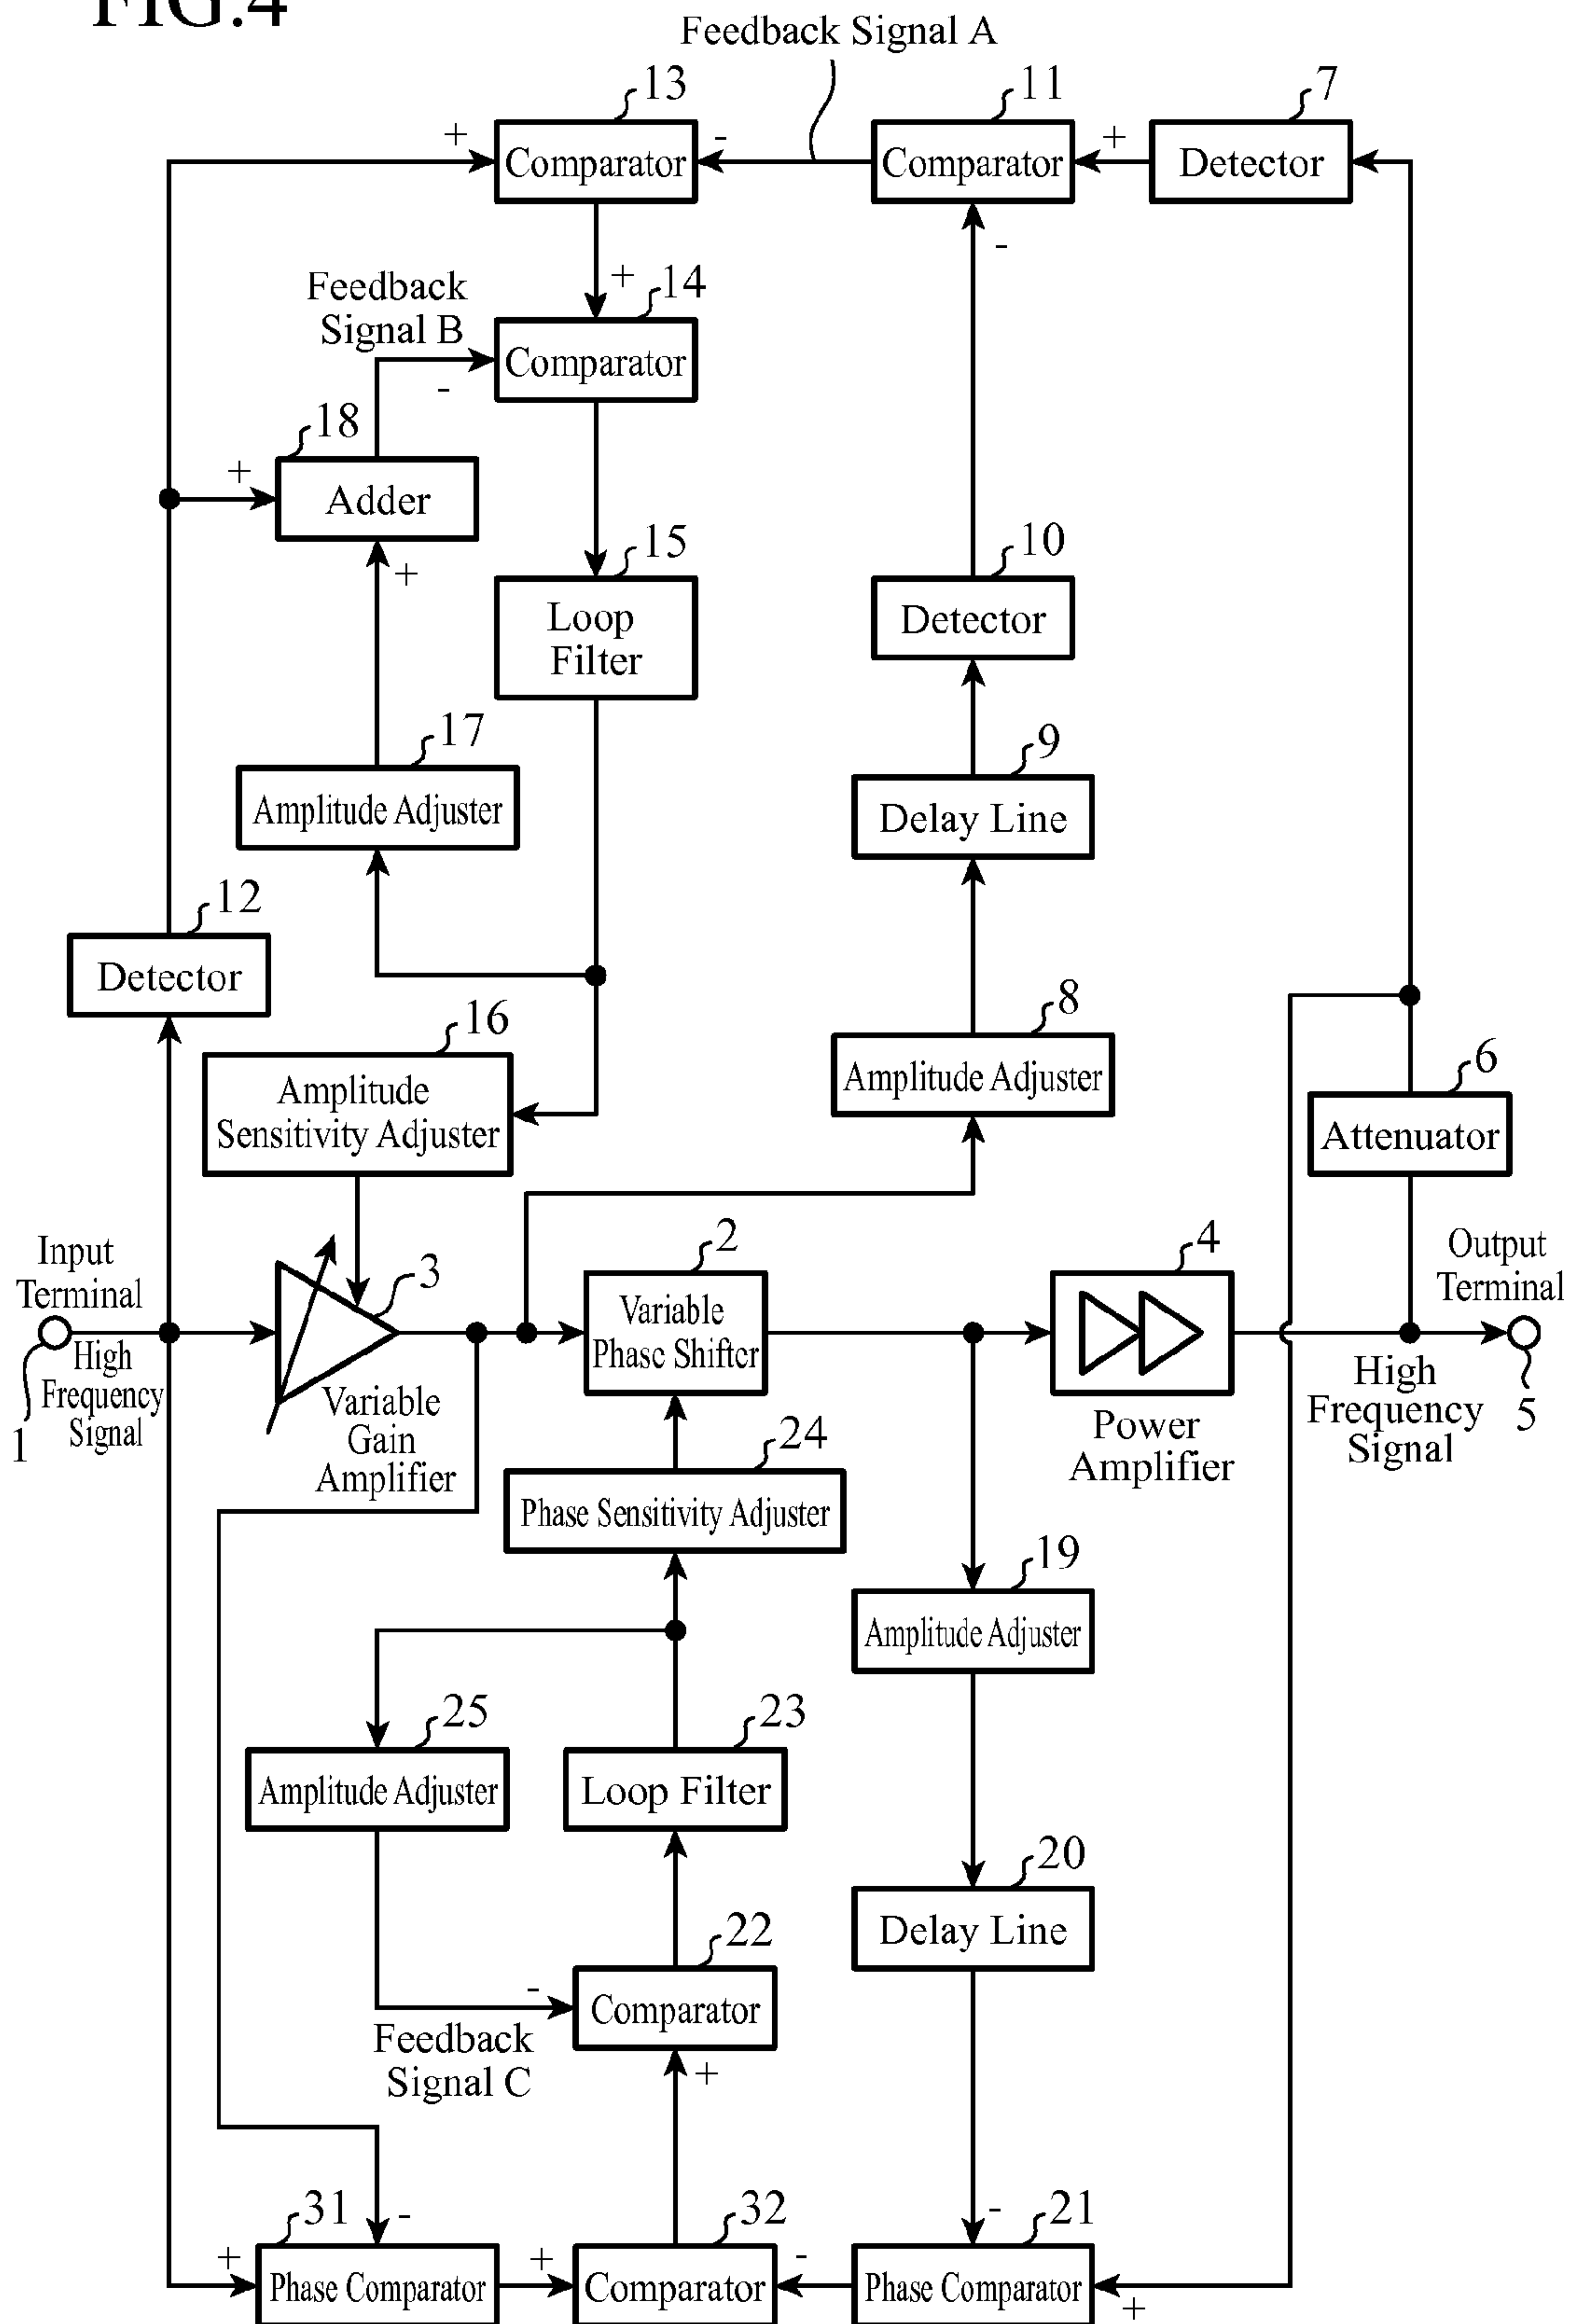 FIG.4
Feedback Signal A
13
11
7
+
Comparator
-
Comparator
+
Detector
-
+
14
Feedback
Signal B
Comparator
-
18
+
Adder
+
15
Loop
Filter
10
Detector
17
Amplitude Adjuster
9
Delay Line
12
Detector
16
Amplitude
Sensitivity Adjuster
8
Amplitude Adjuster
6
Attenuator
Input
Terminal
High
Frequency
Signal
1
3
Variable
Gain
Amplifier
2
Variable
Phase Shifter
4
Power
Amplifier
Output
Terminal
High
Frequency
Signal
5
24
Phase Sensitivity Adjuster
19
Amplitude Adjuster
25
Amplitude Adjuster
23
Loop Filter
20
Delay Line
22
-
Comparator
Feedback
Signal C
+
31
-
32
-
21
+
Phase Comparator
+
Comparator
-
Phase Comparator
+